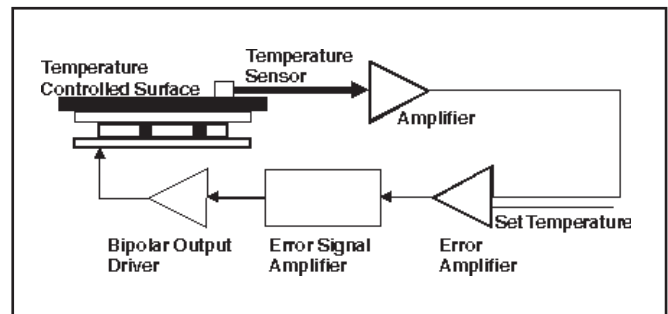 Temperature
Controlled Surface
Temperature
Sensor
Amplifier
Set Temperature
Bipolar Output
Driver
Error Signal
Amplifier
Error
Amplifier